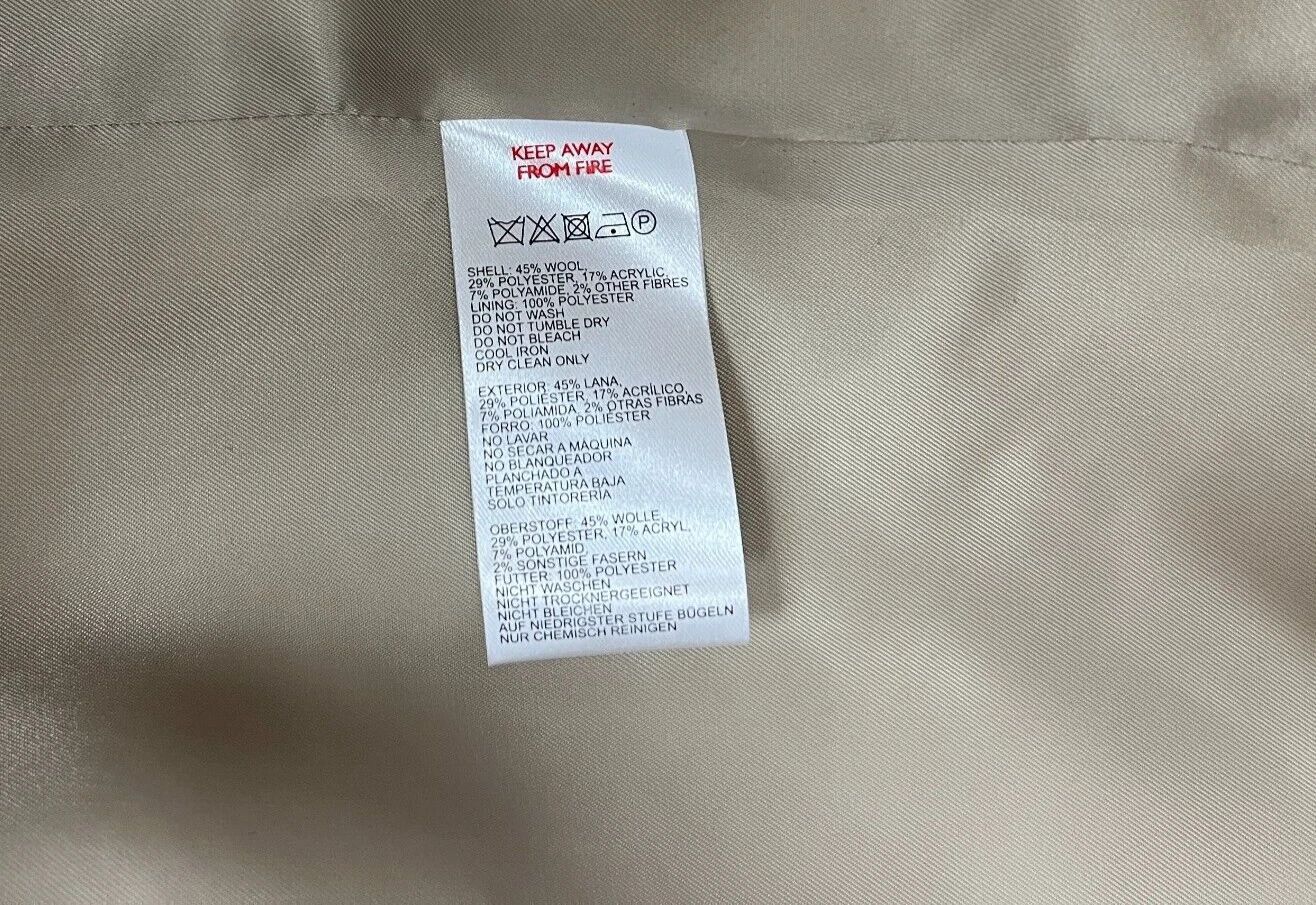 KEEP AWAY
FROM FIRE
P
SHELL: 45% WOOL,
29% POLYESTER, 17% ACRYLIC,
7% POLYAMIDE, 2% OTHER FIBRES
LINING: 100% POLYESTER
DO NOT WASH
DO NOT TUMBLE DRY
DO NOT BLEACH
COOL IRON
DRY CLEAN ONLY
EXTERIOR: 45% LANA,
29% POLIÉSTER, 17% ACRÍLICO,
7% POLIAMIDA, 2% OTRAS FIBRAS
FORRO: 100% POLIÉSTER
NO LAVAR
NO SECAR A MÁQUINA
NO BLANQUEADOR
PLANCHADO A
TEMPERATURA BAJA
SOLO TINTORERÍA
OBERSTOFF: 45% WOLLE,
29% POLYESTER, 17% ACRYL,
7% POLYAMID,
2% SONSTIGE FASERN
FUTTER: 100% POLYESTER
NICHT WASCHEN
NICHT TROCKNERGEEIGNET
NICHT BLEICHEN
AUF NIEDRIGSTER STUFE BÜGELN
NUR CHEMISCH REINIGEN